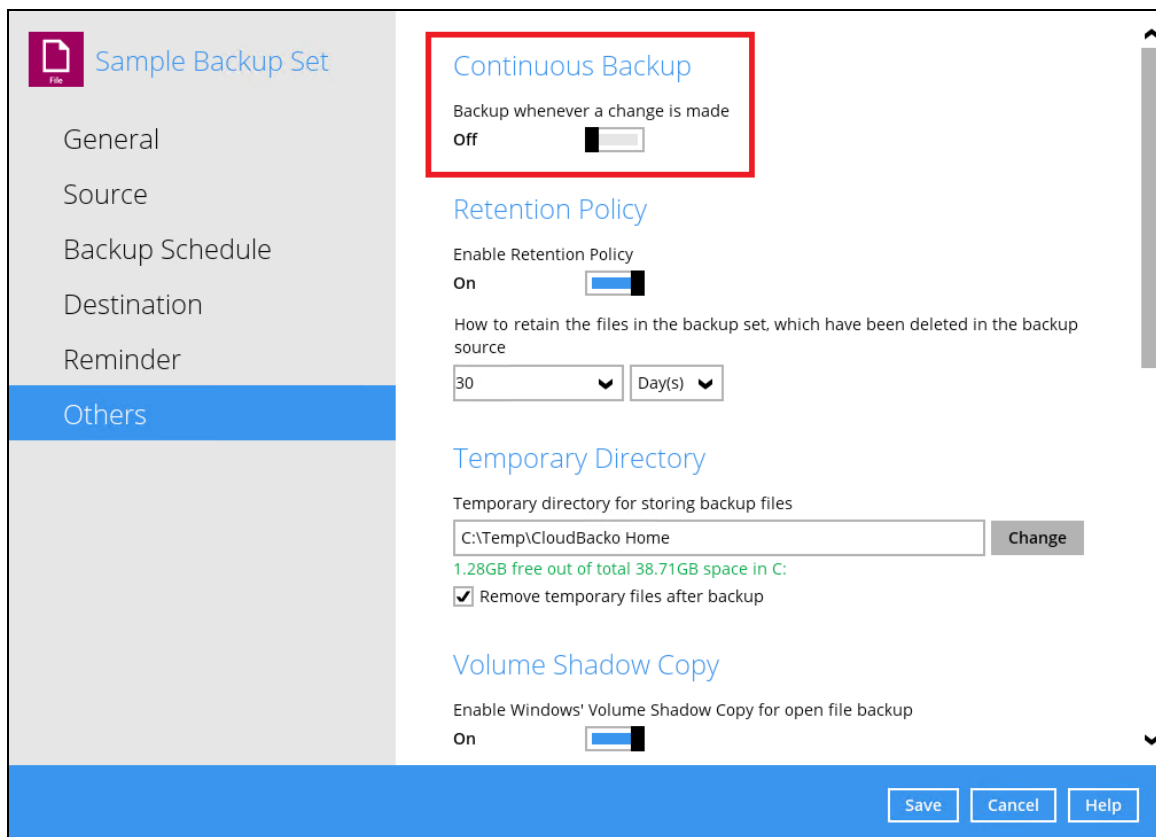 File
Sample Backup Set
General
Source
Backup Schedule
Destination
Reminder
Others
Continuous Backup
Backup whenever a change is made
Off
Retention Policy
Enable Retention Policy
On
How to retain the files in the backup set, which have been deleted in the backup
source
30
Day(s)
Temporary Directory
Temporary directory for storing backup files
C:\Temp\CloudBacko Home
Change
1.28GB free out of total 38.71GB space in C:
Remove temporary files after backup
Volume Shadow Copy
Enable Windows' Volume Shadow Copy for open file backup
On
Save
Cancel
Help